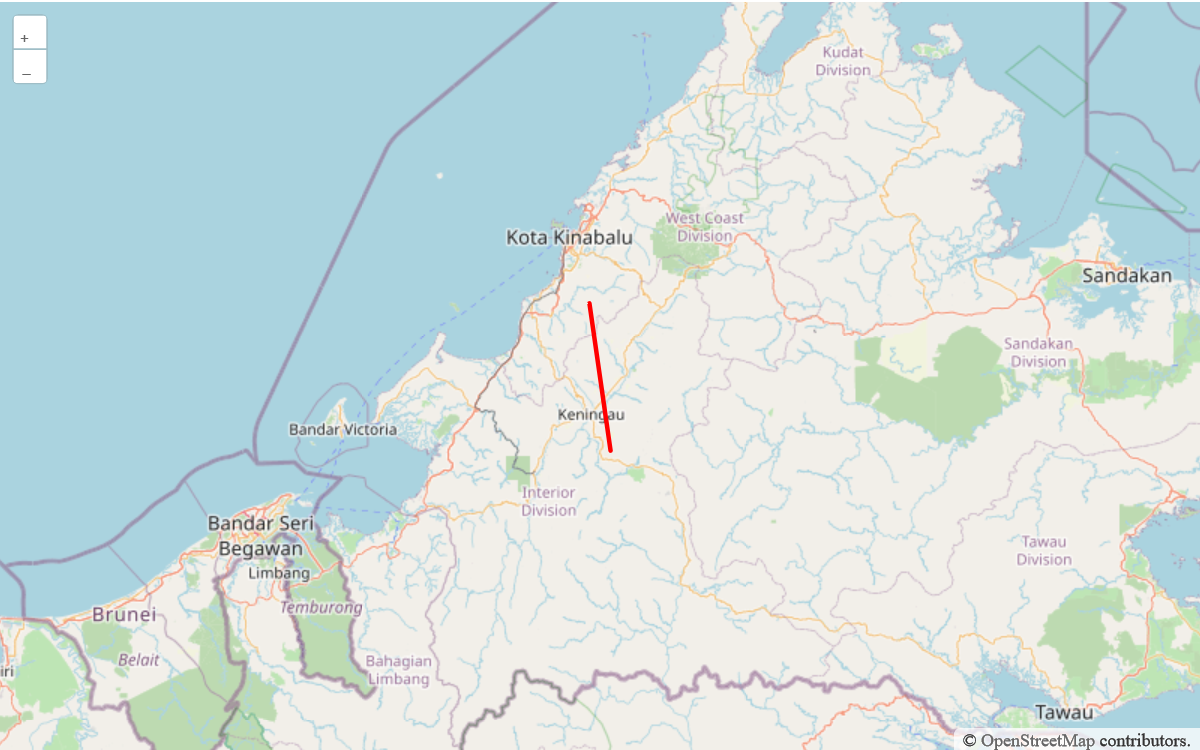 +
–
Kudat
Division
West Coast
Division
Kota Kinabalu
Sandakan
Sandakan
Division
Keningau
Bandar Victoria
Interior
Division
Bandar Seri
Begawan
Limbang
Tawau
Division
Temburong
Brunei
Belait
Bahagian
Limbang
iri
Tawau
© OpenStreetMap contributors.